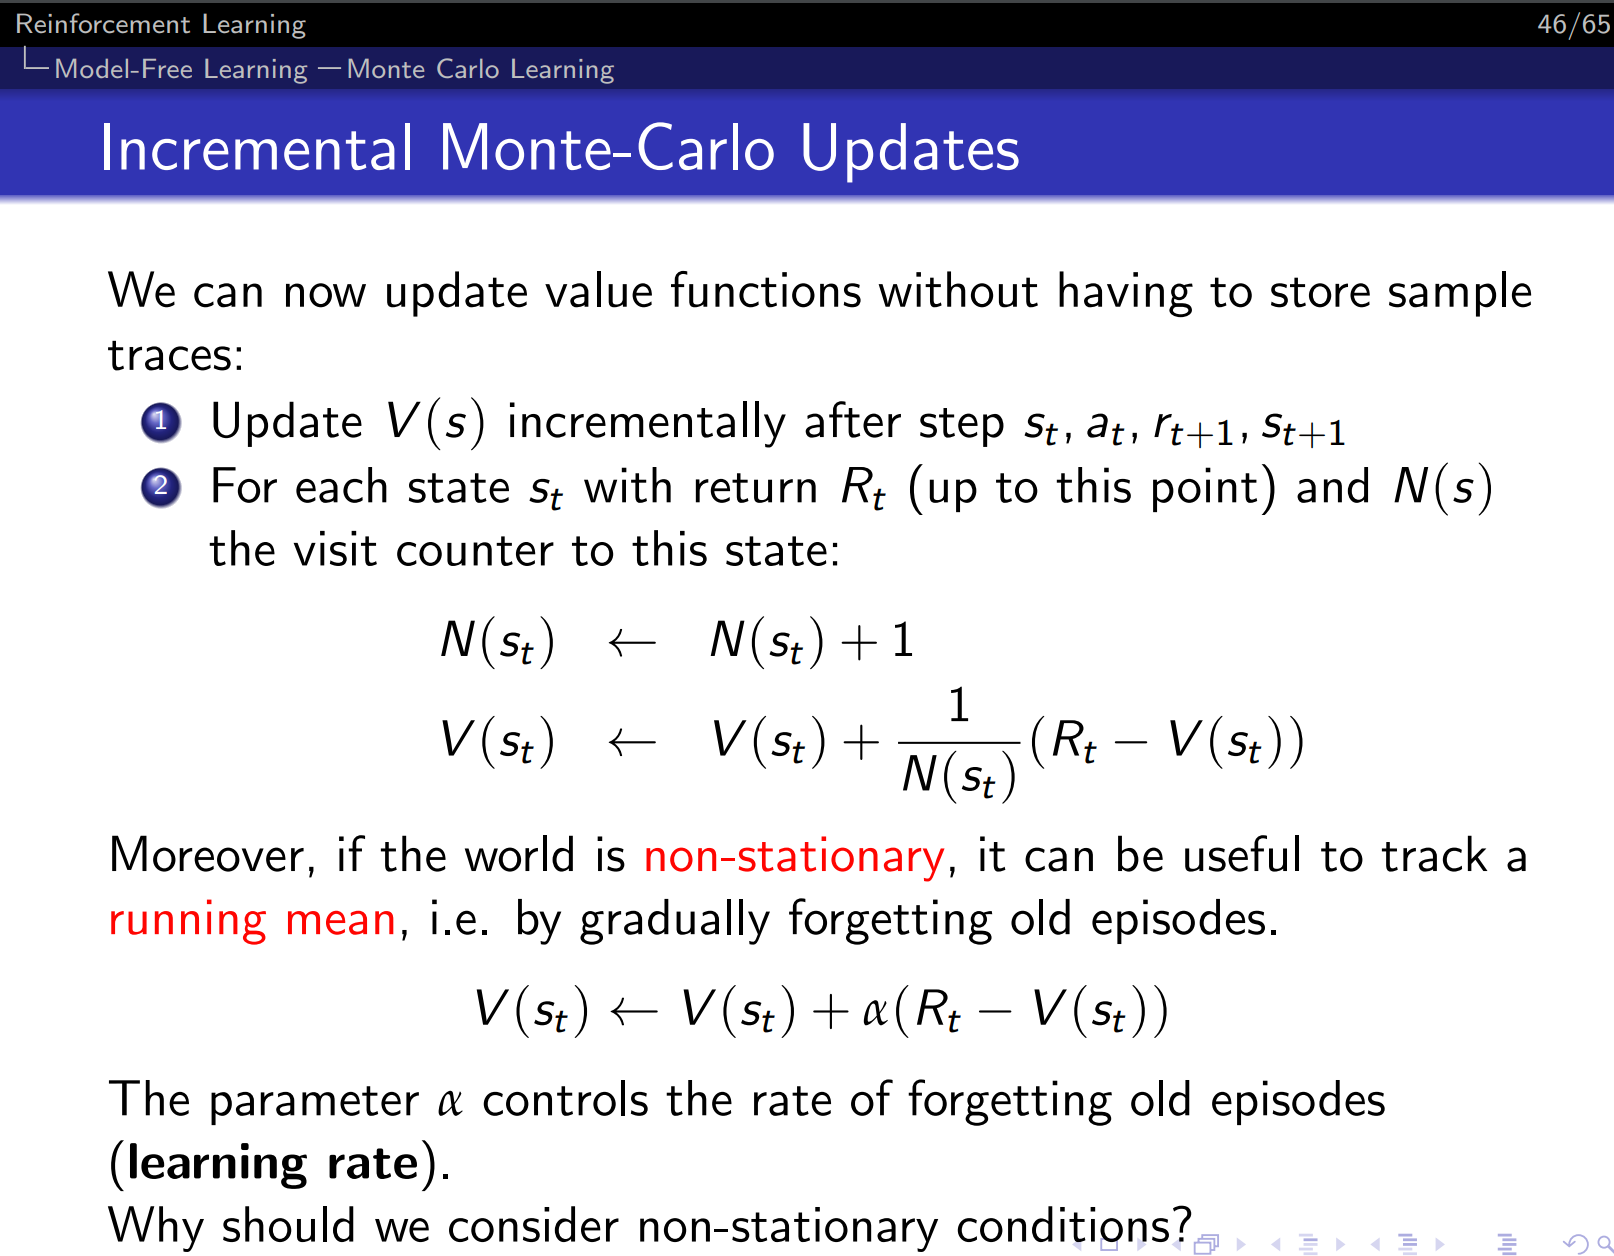 Reinforcement Learning 46/65
Model-Free Learning — Monte Carlo Learning
Incremental Monte-Carlo Updates
We can now update value functions without having to store sample
traces:
1 Update V(s) incrementally after step s_t, a_t, r_{t+1}, s_{t+1}
2 For each state s_t with return R_t (up to this point) and N(s)
the visit counter to this state:
N(s_t) ← N(s_t) + 1
V(s_t) ← V(s_t) + \frac{1}{N(s_t)}(R_t − V(s_t))
Moreover, if the world is non-stationary, it can be useful to track a
running mean, i.e. by gradually forgetting old episodes.
V(s_t) ← V(s_t) + α(R_t − V(s_t))
The parameter α controls the rate of forgetting old episodes
(learning rate).
Why should we consider non-stationary conditions?